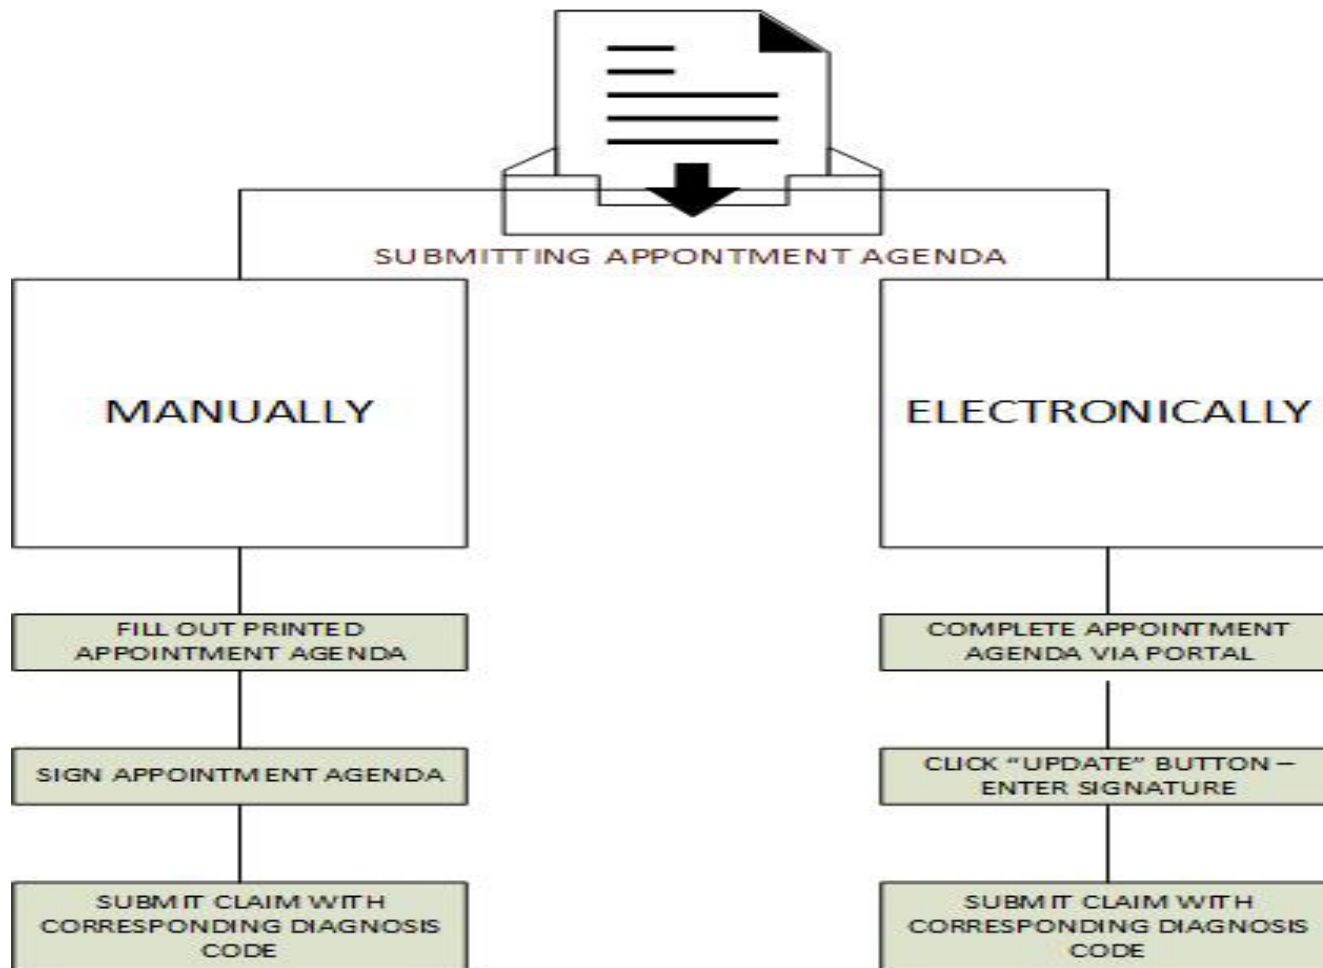 SUBMITTING APPONTMENT AGENDA
MANUALLY
FILL OUT PRINTED
APPOINTMENT AGENDA
SIGN APPOINTMENT AGENDA
SUBMIT CLAIM WITH
CORRESPONDING DIAGNOSIS
CODE
ELECTRONICALLY
COMPLETE APPOINTMENT
AGENDA VIA PORTAL
CLICK “UPDATE” BUTTON –
ENTER SIGNATURE
SUBMIT CLAIM WITH
CORRESPONDING DIAGNOSIS
CODE